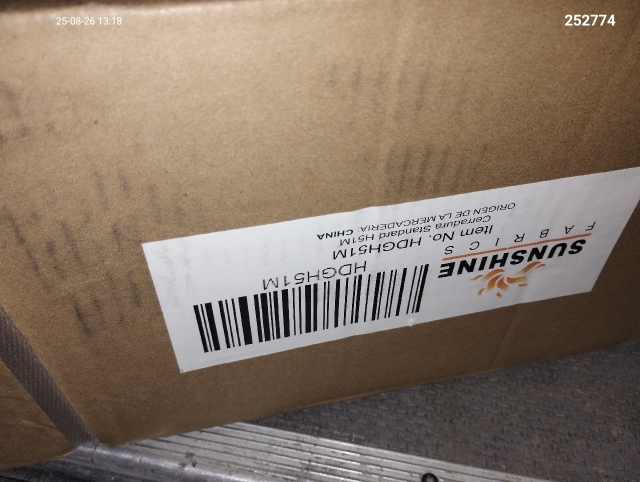 25-08-26 13:18
252774
SUNSHINE
FABRICS
HDGH51M
Item No. HDGH51M
Cerradura Standard H51M
ORIGEN DE LA MERCADERIA: CHINA